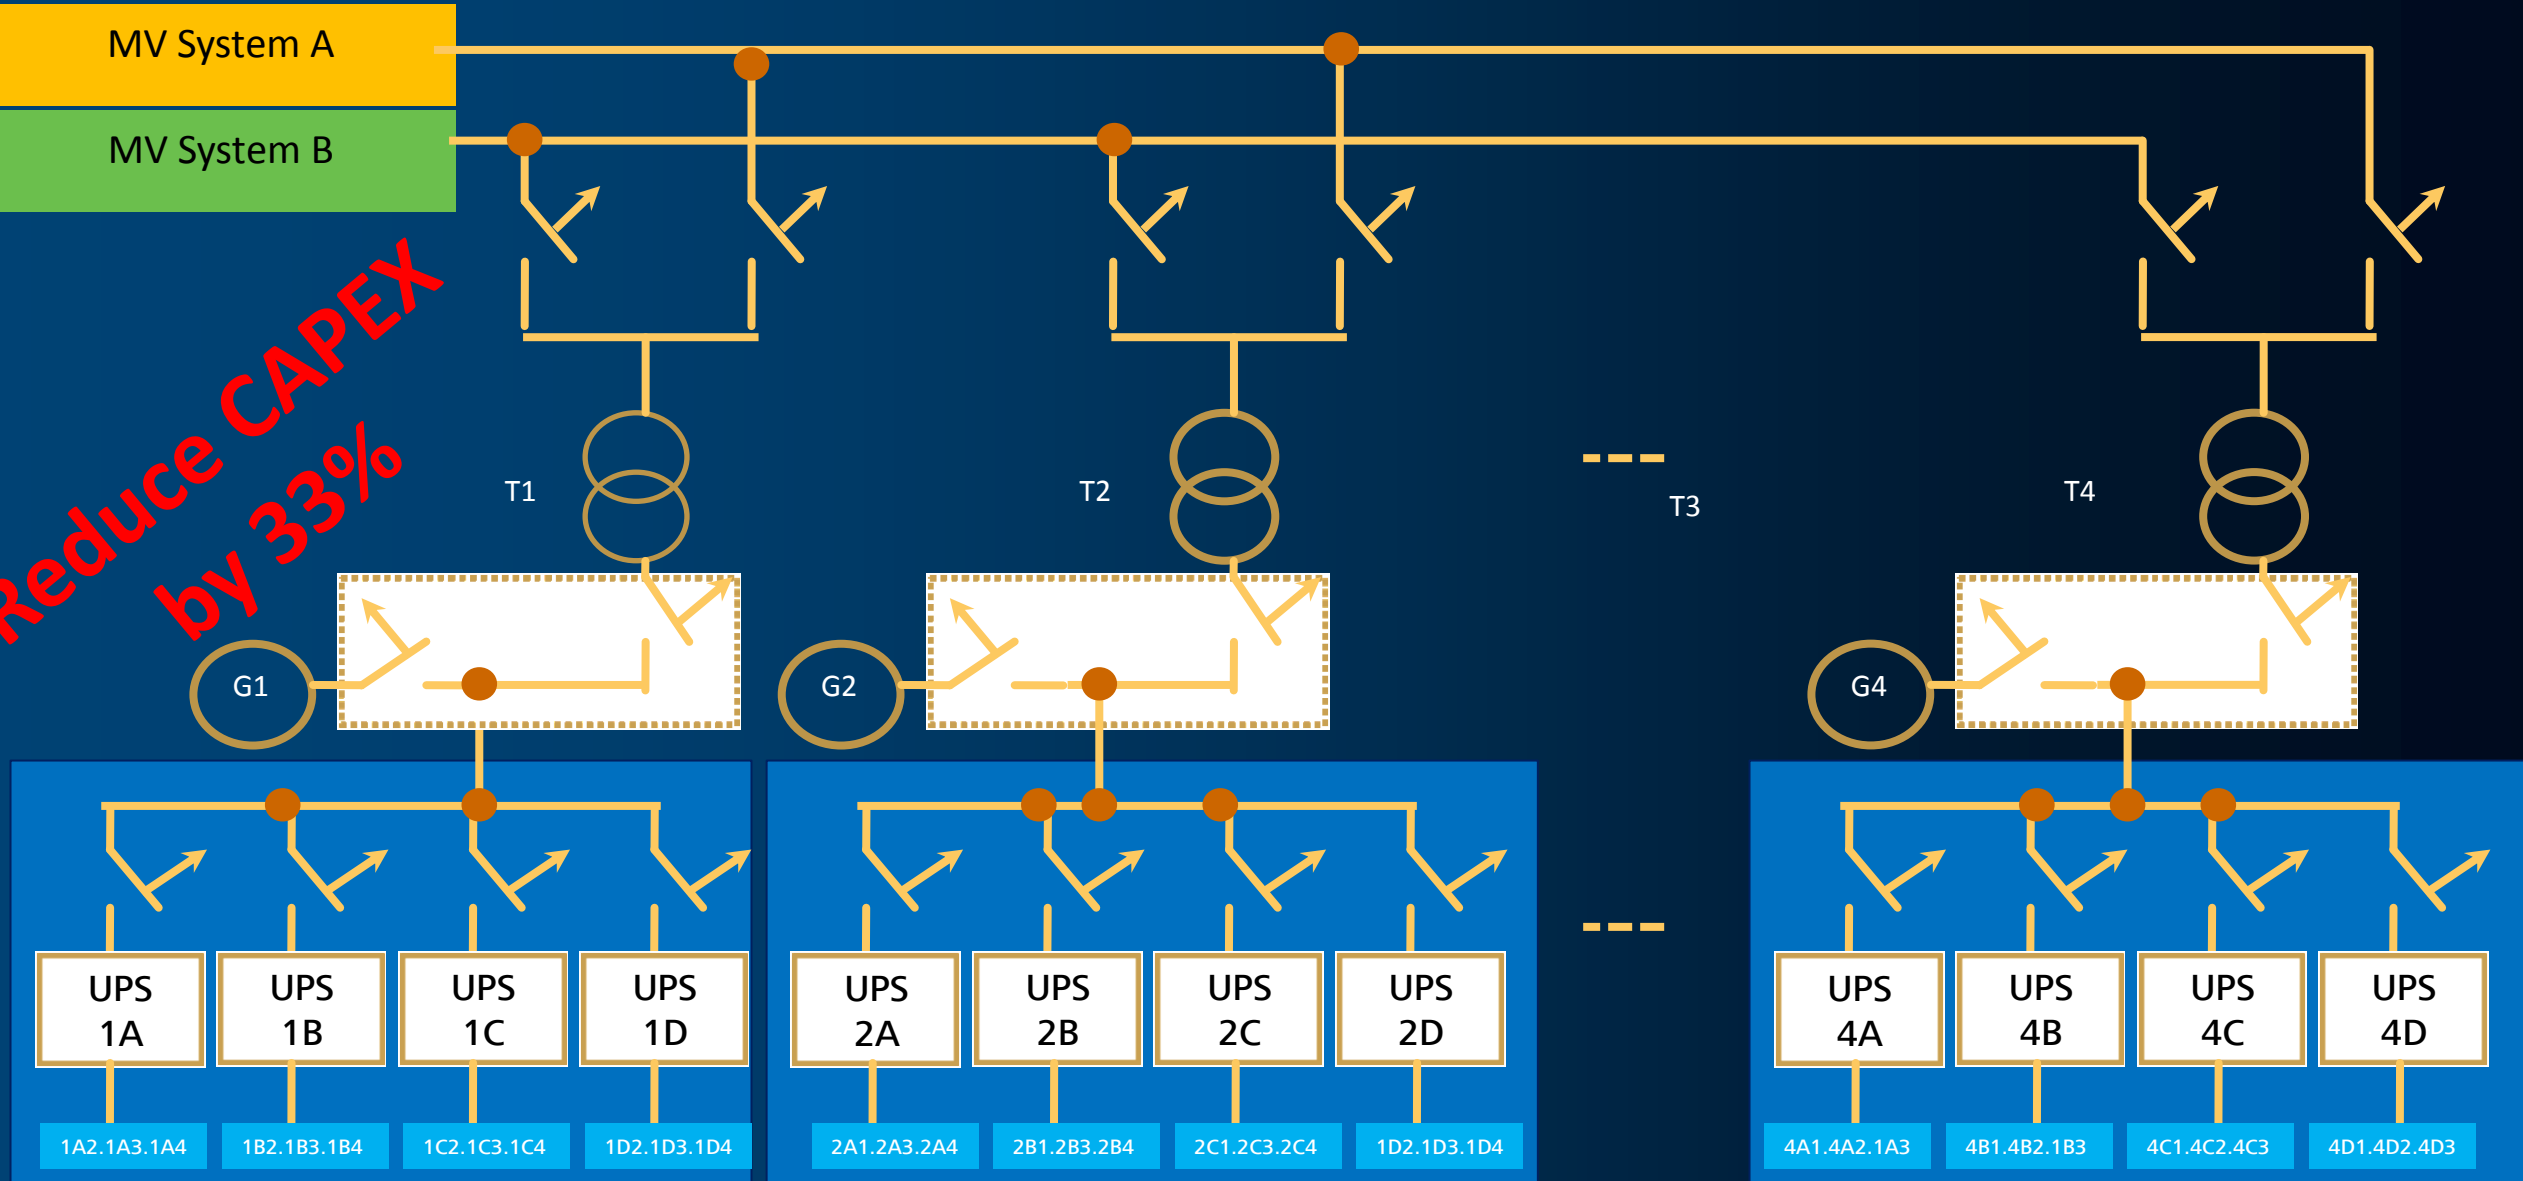 MV System A
MV System B
Reduce CAPEX
by 33%
T1
T2
T3
T4
G1
G2
G4
UPS
1A
UPS
1B
UPS
1C
UPS
1D
UPS
2A
UPS
2B
UPS
2C
UPS
2D
UPS
4A
UPS
4B
UPS
4C
UPS
4D
1A2.1A3.1A4
1B2.1B3.1B4
1C2.1C3.1C4
1D2.1D3.1D4
2A1.2A3.2A4
2B1.2B3.2B4
2C1.2C3.2C4
1D2.1D3.1D4
4A1.4A2.1A3
4B1.4B2.1B3
4C1.4C2.4C3
4D1.4D2.4D3